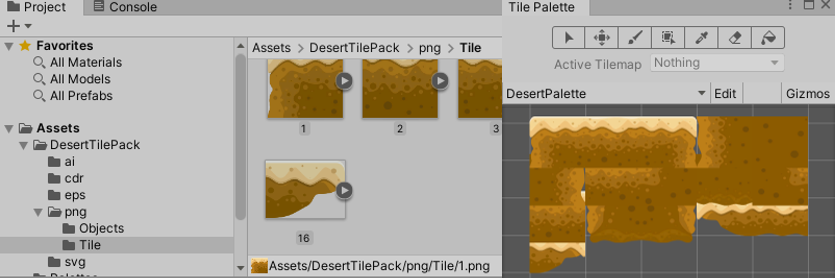 Project
Console
Favorites
All Materials
All Models
All Prefabs
Assets
DesertTilePack
ai
cdr
eps
png
Objects
Tile
svg
Assets > DesertTilePack > png > Tile
1
2
3
16
Assets/DesertTilePack/png/Tile/1.png
Tile Palette
Active Tilemap Nothing
DesertPalette Edit Gizmos